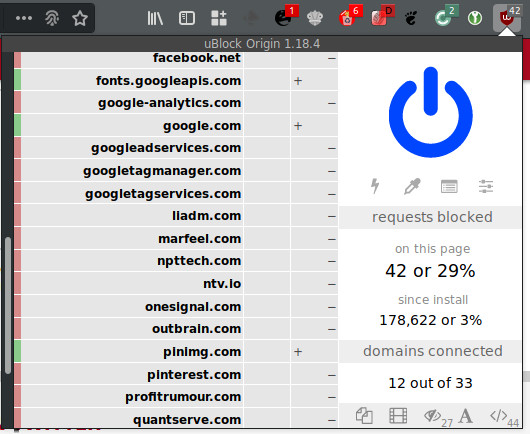 1
6
D
2
42
uBlock Origin 1.18.4
facebook.net –
fonts.googleapis.com +
google-analytics.com –
google.com +
googleadservices.com –
googletagmanager.com –
googletagservices.com –
liadm.com –
marfeel.com –
npttech.com –
ntv.io –
onesignal.com –
outbrain.com –
pinimg.com +
pinterest.com –
profitrumour.com –
quantserve.com –
requests blocked
on this page
42 or 29%
since install
178,622 or 3%
domains connected
12 out of 33
27
A
44